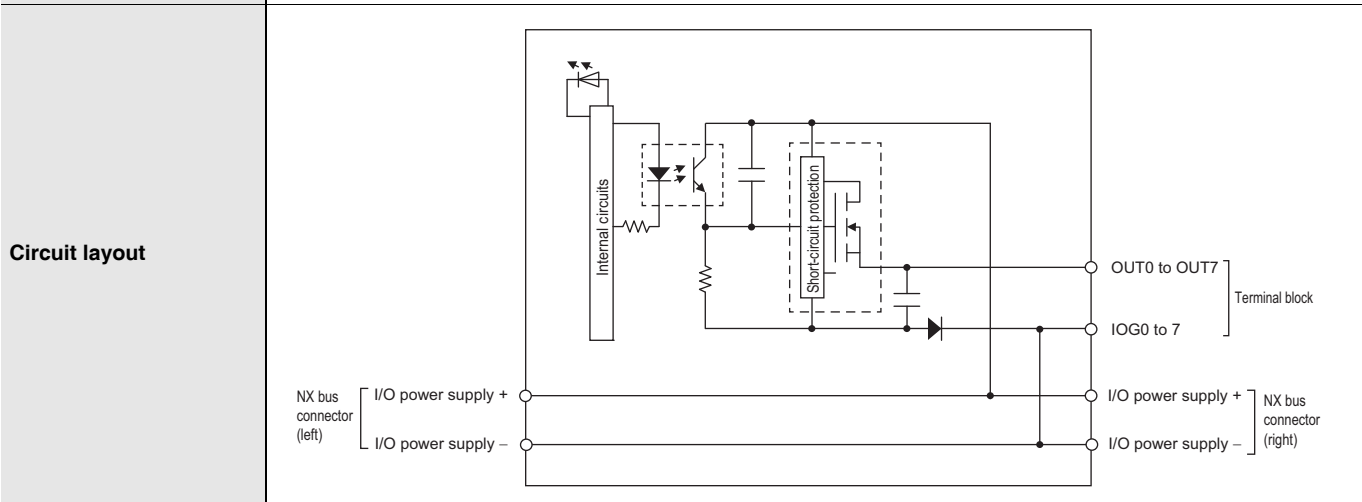 Circuit layout
Internal circuits
Short-circuit protection
OUT0 to OUT7
Terminal block
IOG0 to 7
NX bus
connector
(left)
I/O power supply +
I/O power supply –
I/O power supply +
I/O power supply –
NX bus
connector
(right)